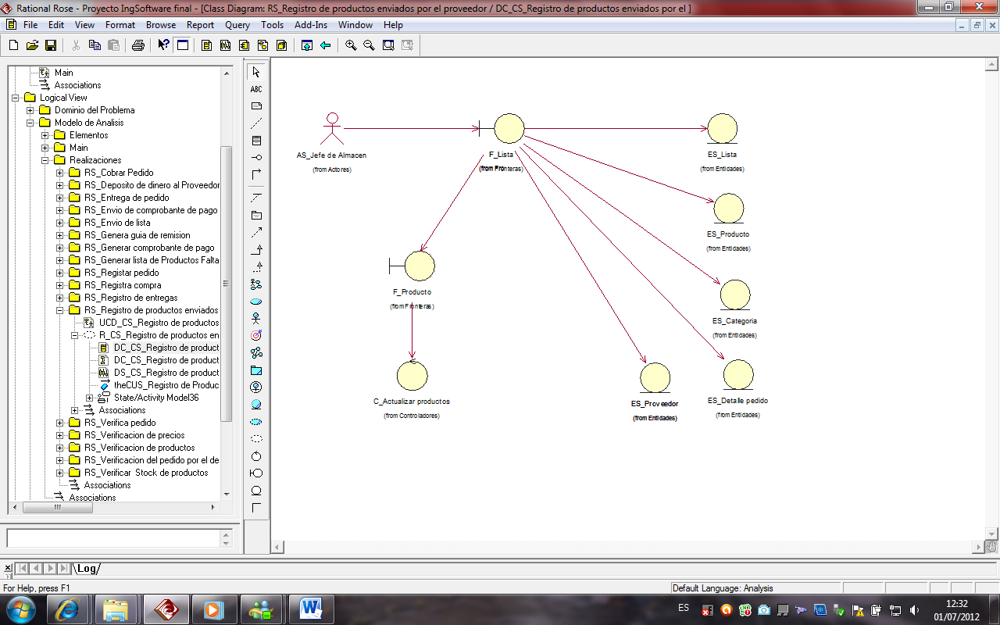 Rational Rose - Proyecto IngSoftware final - [Class Diagram: RS_Registro de productos enviados por el proveedor / DC_CS_Registro de productos enviados por el ]
File Edit View Format Browse Report Query Tools Add-Ins Window Help
Main
Associations
Logical View
Dominio del Problema
Modelo de Analisis
Elementos
Main
Realizaciones
RS_Cobrar Pedido
RS_Deposito de dinero al Proveedor
RS_Entrega de pedido
RS_Envio de comprobante de pago
RS_Envio de lista
RS_Genera guia de remision
RS_Generar comprobante de pago
RS_Generar lista de Productos Falta
RS_Registar pedido
RS_Registra compra
RS_Registro de entregas
RS_Registro de productos enviados
UCD_CS_Registro de productos
R_CS_Registro de productos en
DC_CS_Registro de product
DC_CS_Registro de product
DS_CS_Registro de product
theCUS_Registro de Produc
State/Activity Model36
Associations
RS_Verifica pedido
RS_Verificacion de precios
RS_Verificacion de productos
RS_Verificacion del pedido por el de
RS_Verificar Stock de productos
Associations
Associations
ABC
AS_Jefe de Almacen
(from Actores)
F_Lista
(from Fronteras)
ES_Lista
(from Entidades)
ES_Producto
(from Entidades)
F_Producto
(from Fronteras)
ES_Categoria
(from Entidades)
C_Actualizar productos
(from Controladores)
ES_Proveedor
(from Entidades)
ES_Detalle pedido
(from Entidades)
Log
For Help, press F1
Default Language: Analysis
ES
12:32
01/07/2012